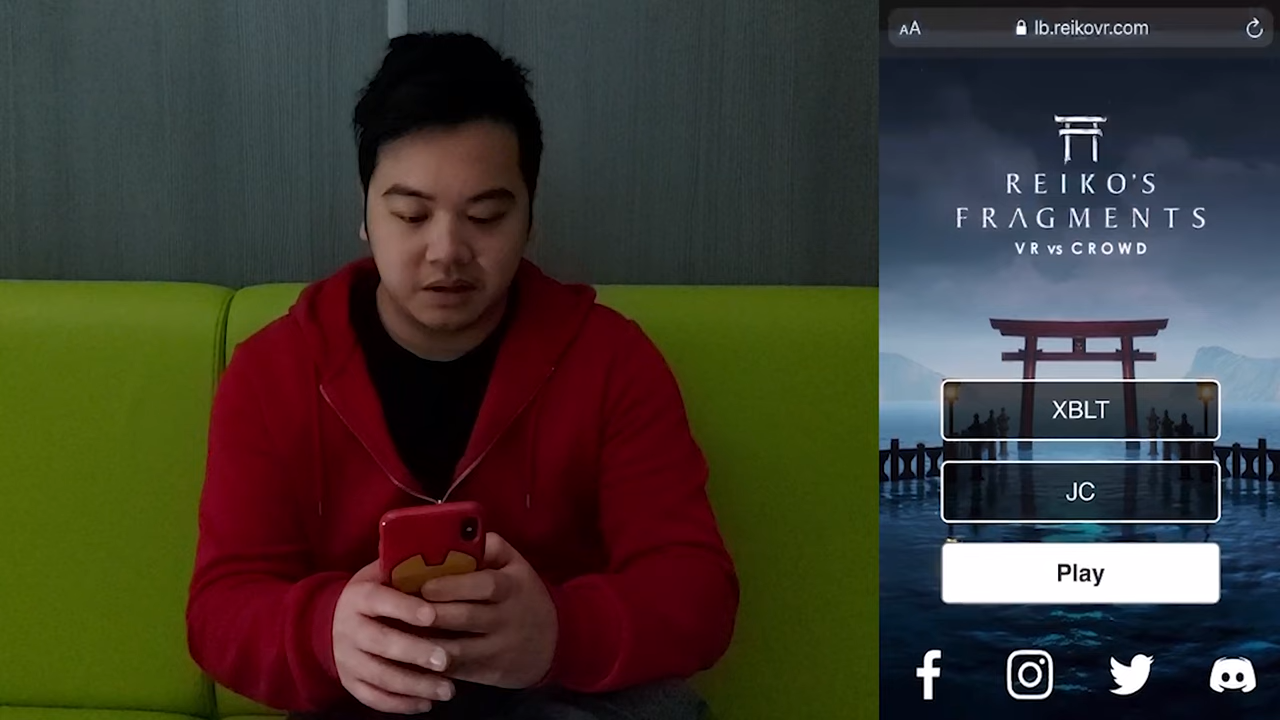 AA lb.reikovr.com
REIKO'S
FRAGMENTS
VR vs CROWD
XBLT
JC
Play